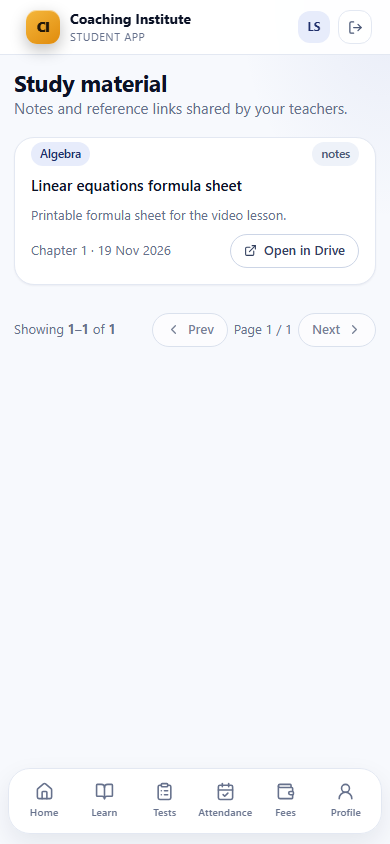 CI
Coaching Institute
STUDENT APP
LS
Study material
Notes and reference links shared by your teachers.
Algebra
notes
Linear equations formula sheet
Printable formula sheet for the video lesson.
Chapter 1 · 19 Nov 2026
Open in Drive
Showing 1–1 of 1
Prev
Page 1 / 1
Next
Home
Learn
Tests
Attendance
Fees
Profile